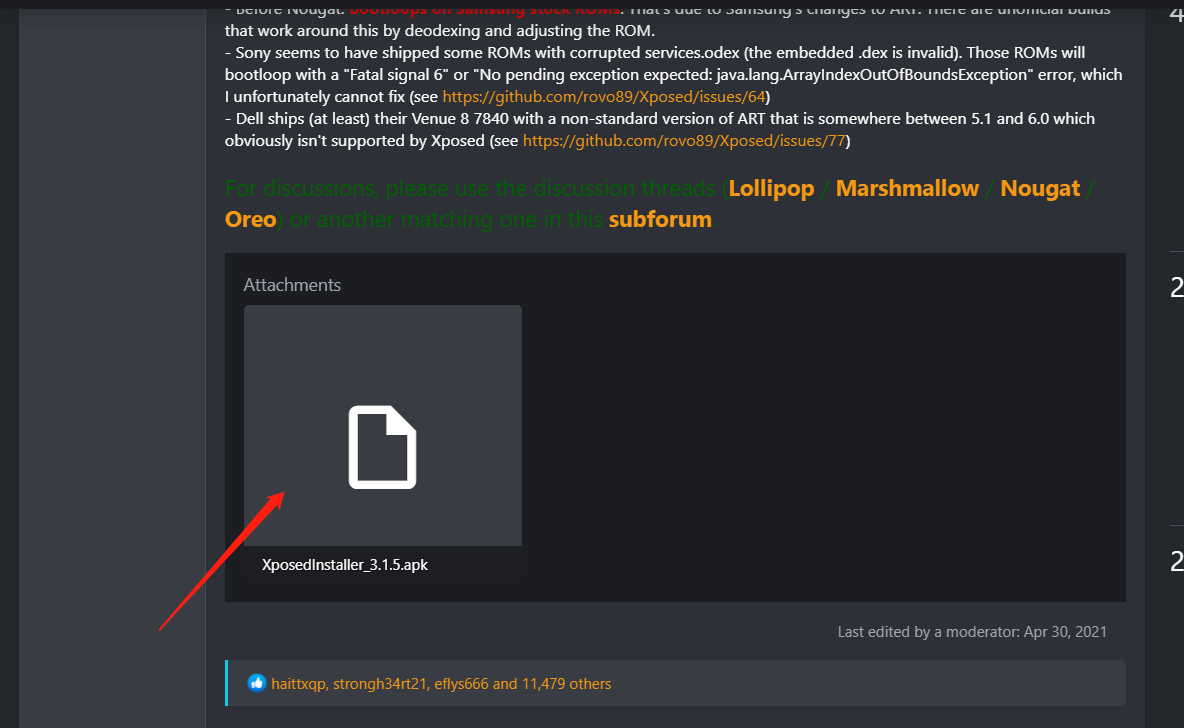 - Before Nougat: Bootloops on Samsung stock ROMs. That's due to Samsung's changes to ART. There are unofficial builds
that work around this by deodexing and adjusting the ROM.
- Sony seems to have shipped some ROMs with corrupted services.odex (the embedded .dex is invalid). Those ROMs will
bootloop with a "Fatal signal 6" or "No pending exception expected: java.lang.ArrayIndexOutOfBoundsException" error, which
I unfortunately cannot fix (see https://github.com/rovo89/Xposed/issues/64)
- Dell ships (at least) their Venue 8 7840 with a non-standard version of ART that is somewhere between 5.1 and 6.0 which
obviously isn't supported by Xposed (see https://github.com/rovo89/Xposed/issues/77)
For discussions, please use the discussion threads (Lollipop / Marshmallow / Nougat /
Oreo) or another matching one in this subforum.
Attachments
XposedInstaller_3.1.5.apk
Last edited by a moderator: Apr 30, 2021
haittxqp, strongh34rt21, eflys666 and 11,479 others
4
2
2